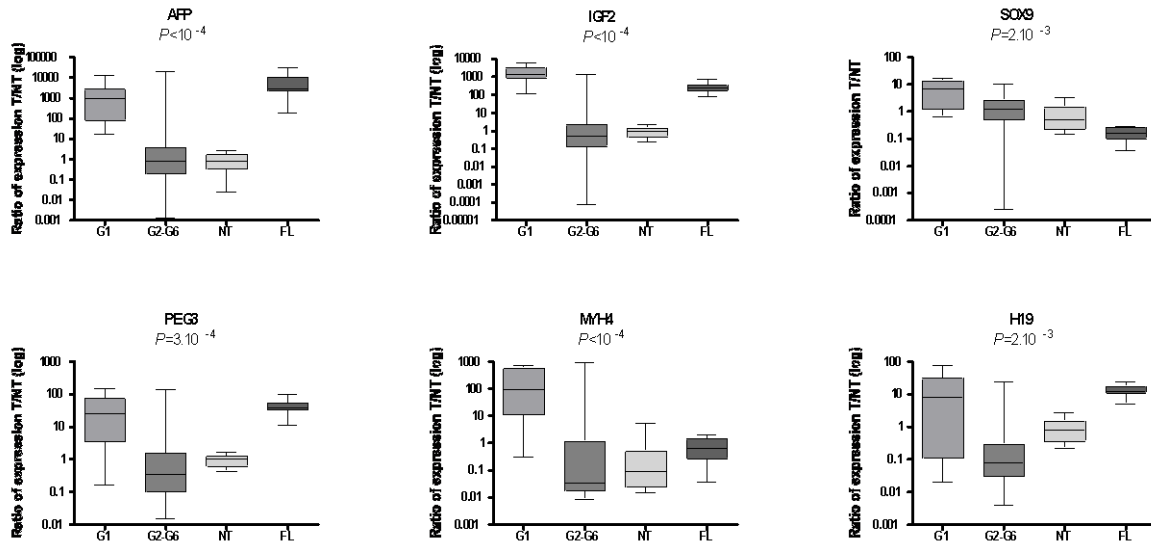 AFP
P<10 -4
Ratio of expression T/NT (log)
100000
10000
1000
100
10
1
0.1
0.01
0.001
G1 G2-G6 NT FL
IGF2
P<10 -4
Ratio of expression T/NT (log)
10000
1000
100
10
1
0.1
0.01
0.001
0.0001
0.00001
G1 G2-G6 NT FL
SOX9
P=2.10 -3
Ratio of expression T/NT
100
10
1
0.1
0.01
0.001
0.0001
G1 G2-G6 NT FL
PEG3
P=3.10 -4
Ratio of expression T/NT (log)
1000
100
10
1
0.1
0.01
G1 G2-G6 NT FL
MYH4
P<10 -4
Ratio of expression T/NT (log)
1000
100
10
1
0.1
0.01
0.001
G1 G2-G6 NT FL
H19
P=2.10 -3
Ratio of expression T/NT (log)
100
10
1
0.1
0.01
0.001
G1 G2-G6 NT FL